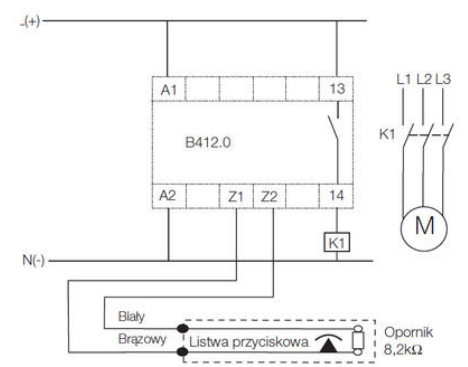 -(+)
A1 13
L1 L2 L3
B412.0
K1
A2 Z1 Z2 14
M
K1
N(-)
Biały
Brązowy
Listwa przyciskowa
Opornik
8,2kΩ